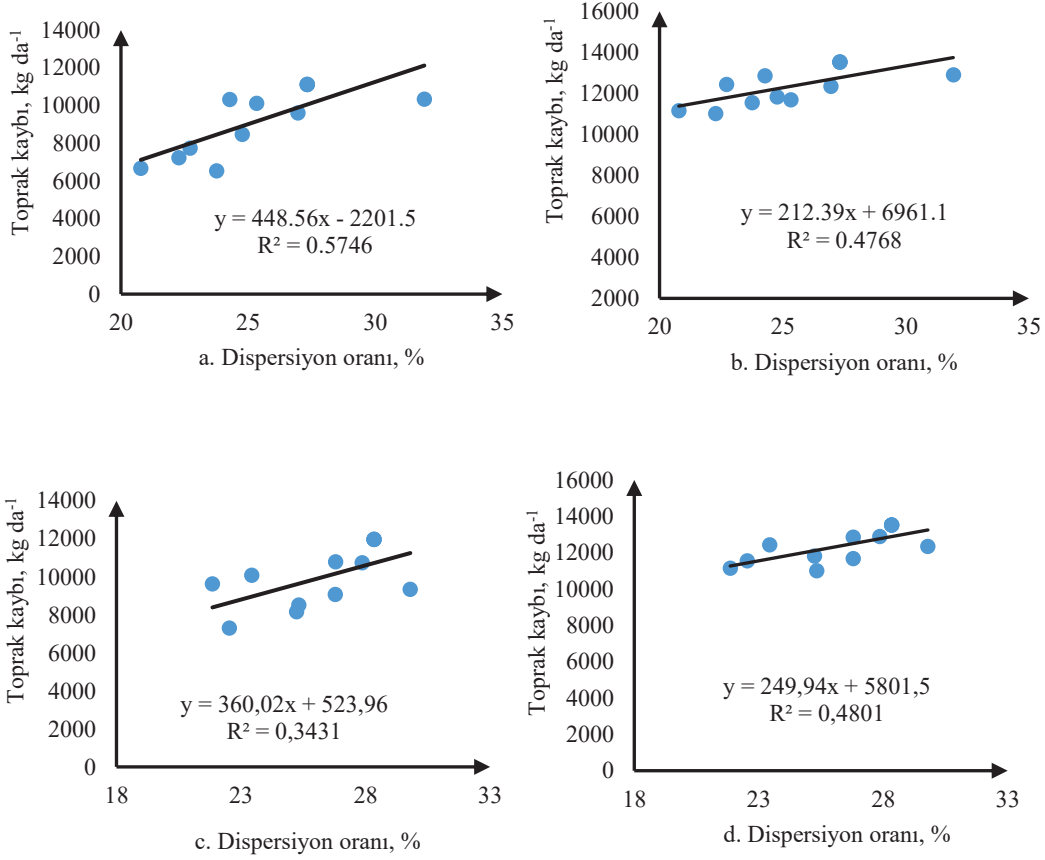 Toprak kaybı, kg da-1
14000
12000
10000
8000
6000
4000
2000
0
y = 448.56x - 2201.5
R² = 0.5746
20 25 30 35
a. Dispersiyon oranı, %
Toprak kaybı, kg da-1
16000
14000
12000
10000
8000
6000
4000
2000
y = 212.39x + 6961.1
R² = 0.4768
20 25 30 35
b. Dispersiyon oranı, %
Toprak kaybı, kg da-1
14000
12000
10000
8000
6000
4000
2000
0
y = 360,02x + 523,96
R² = 0,3431
18 23 28 33
c. Dispersiyon oranı, %
Toprak kaybı, kg da-1
16000
14000
12000
10000
8000
6000
4000
2000
0
y = 249,94x + 5801,5
R² = 0,4801
18 23 28 33
d. Dispersiyon oranı, %